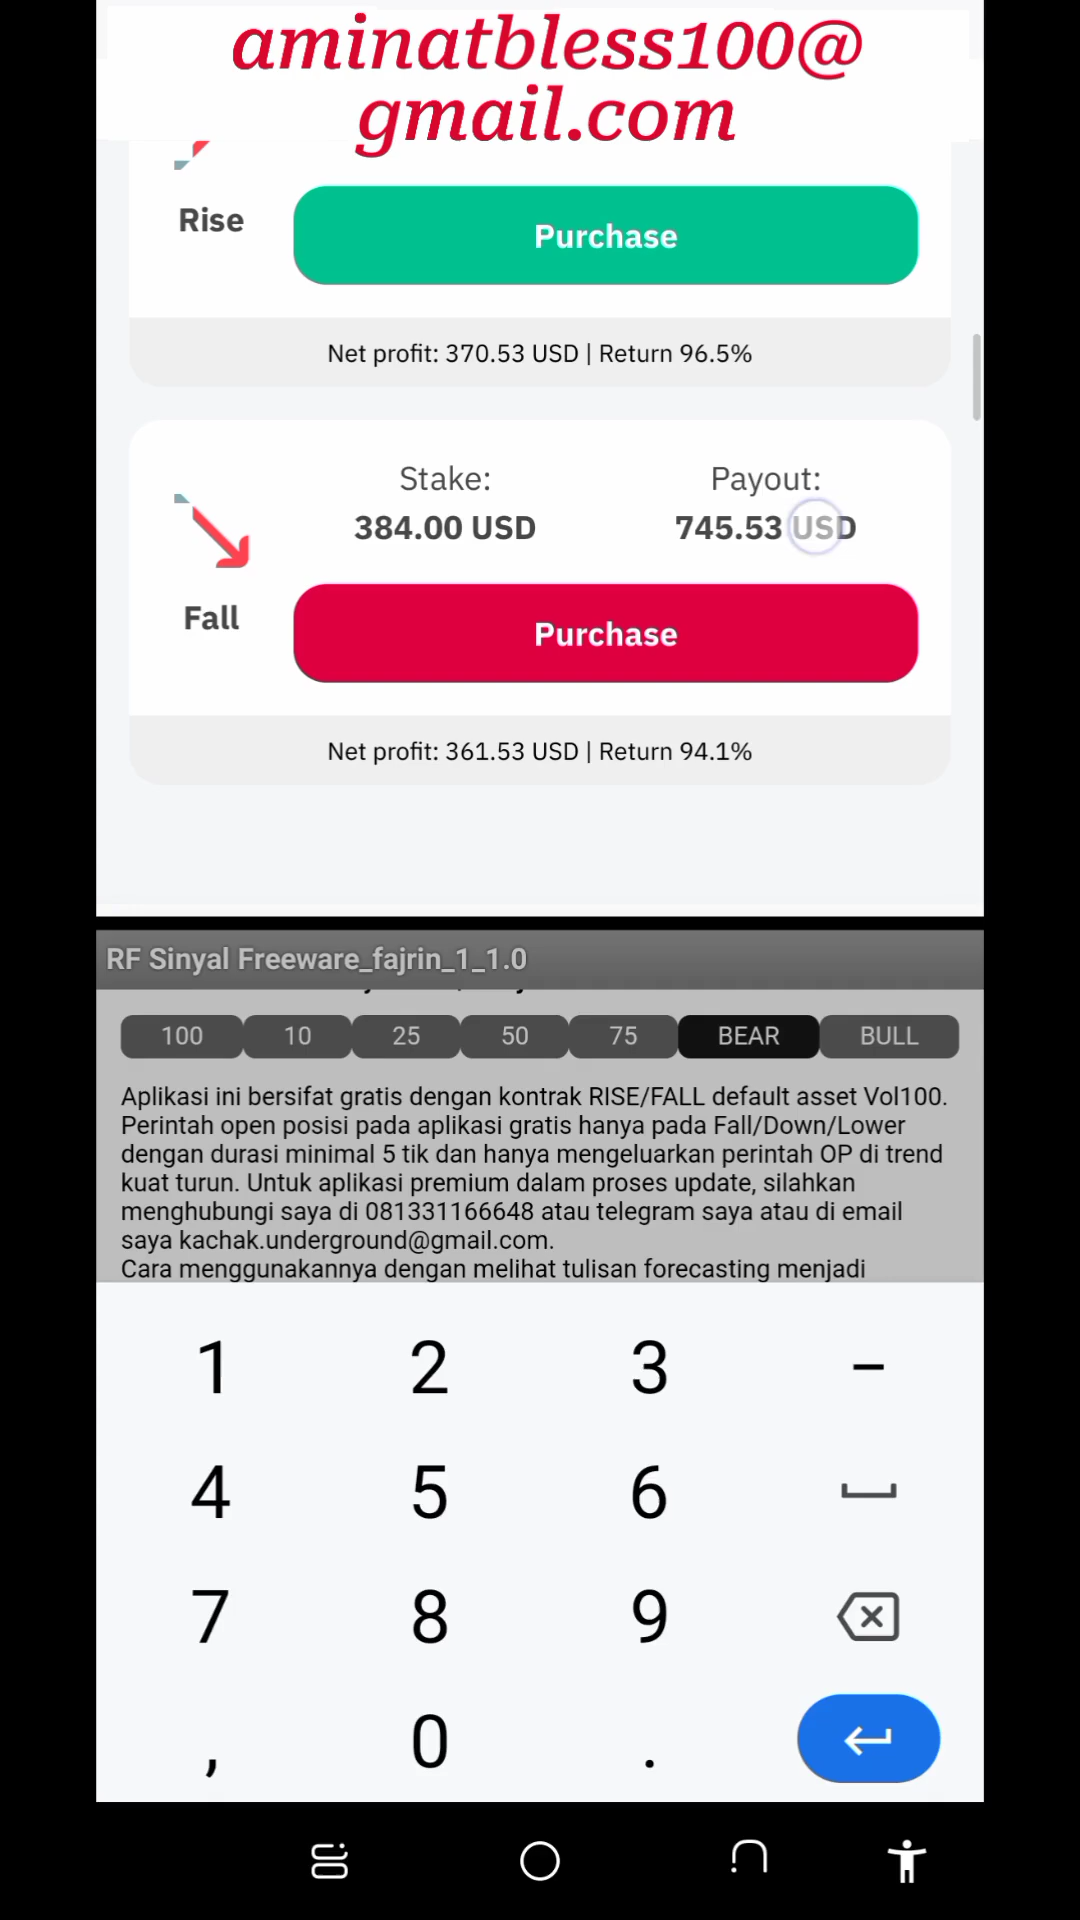 aminatbless100@
gmail.com
Rise
Purchase
Net profit: 370.53 USD | Return 96.5%
Stake:
Payout:
384.00 USD
745.53 USD
Fall
Purchase
Net profit: 361.53 USD | Return 94.1%
RF Sinyal Freeware_fajrin_1_1.0
100
10
25
50
75
BEAR
BULL
Aplikasi ini bersifat gratis dengan kontrak RISE/FALL default asset Vol100.
Perintah open posisi pada aplikasi gratis hanya pada Fall/Down/Lower
dengan durasi minimal 5 tik dan hanya mengeluarkan perintah OP di trend
kuat turun. Untuk aplikasi premium dalam proses update, silahkan
menghubungi saya di 081331166648 atau telegram saya atau di email
saya kachak.underground@gmail.com.
Cara menggunakannya dengan melihat tulisan forecasting menjadi
1 2 3 –
4 5 6
7 8 9
, 0 .